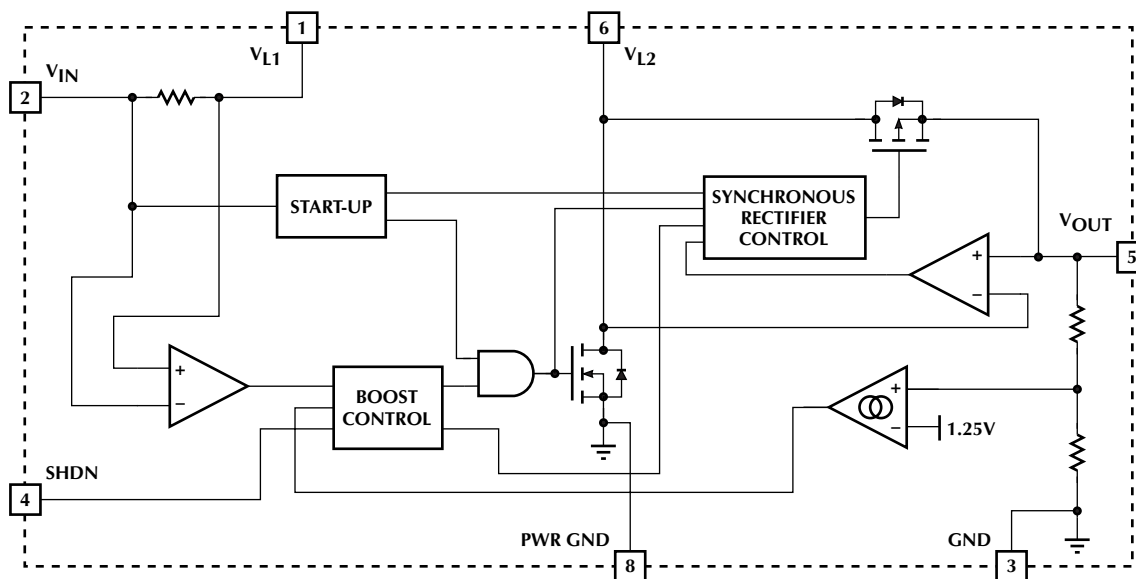 1
6
VL1
VL2
VIN
2
START-UP
SYNCHRONOUS
RECTIFIER
CONTROL
VOUT
5
+
−
+
−
BOOST
CONTROL
+
−
1.25V
SHDN
4
PWR GND
8
GND
3